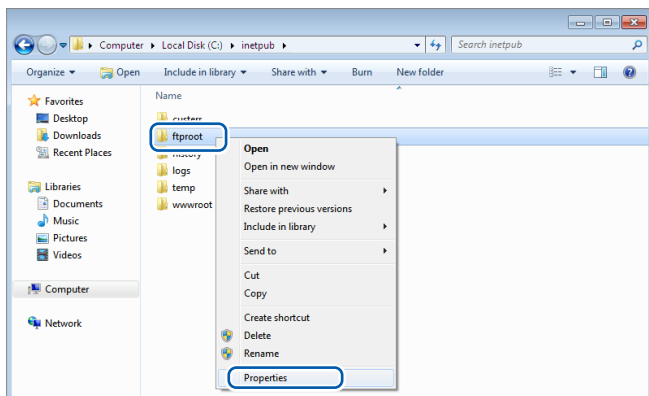 Computer ▸ Local Disk (C:) ▸ inetpub ▸ Search inetpub
Organize Open Include in library Share with Burn New folder
Favorites
Desktop
Downloads
Recent Places
Libraries
Documents
Music
Pictures
Videos
Computer
Network
Name
custerr
ftproot
history
logs
temp
wwwroot
Open
Open in new window
Share with
Restore previous versions
Include in library
Send to
Cut
Copy
Create shortcut
Delete
Rename
Properties